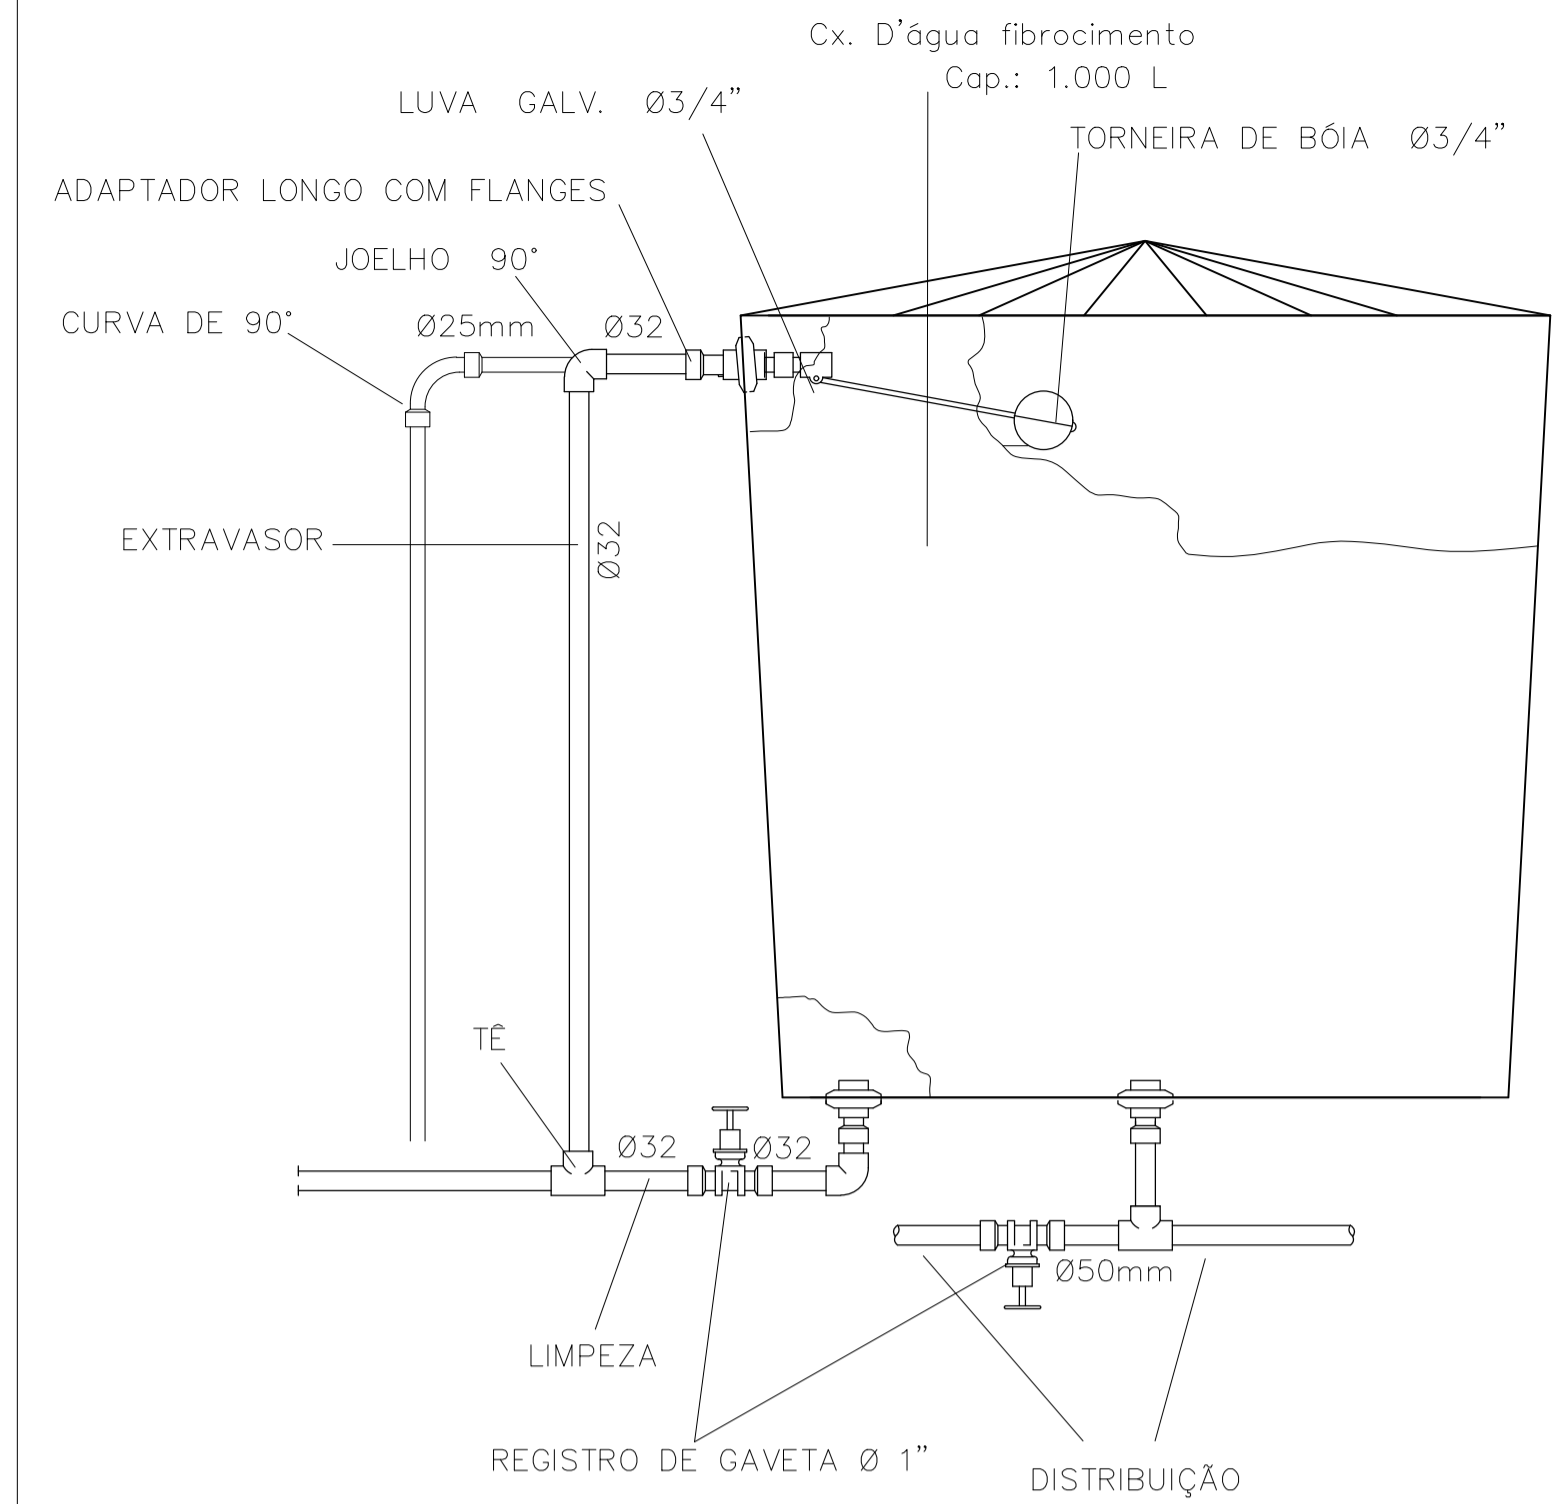 Cx. D'água fibrocimento
Cap.: 1.000 L
LUVA GALV. Ø3/4”
TORNEIRA DE BÓIA Ø3/4”
ADAPTADOR LONGO COM FLANGES
JOELHO 90°
CURVA DE 90°
Ø25mm
Ø32
EXTRAVASOR
Ø32
TÊ
Ø32
Ø32
Ø50mm
LIMPEZA
REGISTRO DE GAVETA Ø 1”
DISTRIBUIÇÃO